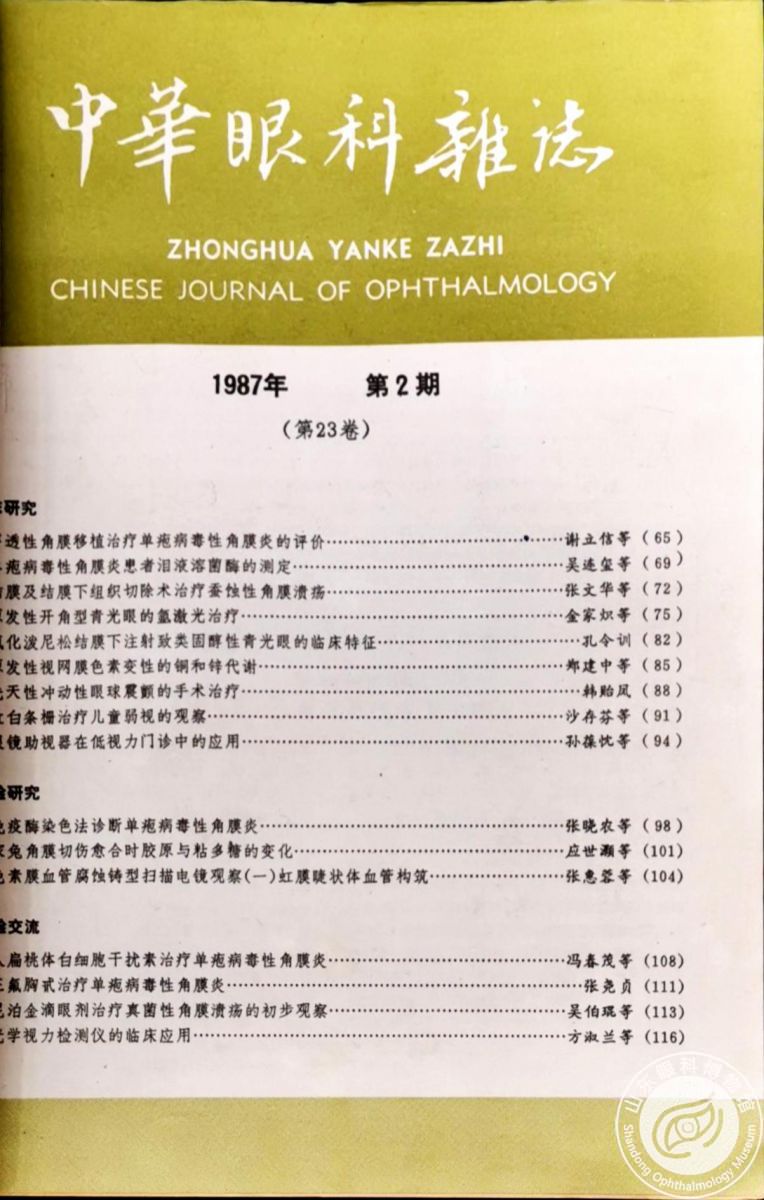 中華眼科雜誌
ZHONGHUA YANKE ZAZHI
CHINESE JOURNAL OF OPHTHALMOLOGY
1987年 第2期
(第23卷)
研究
透性角膜移植治疗单疱病毒性角膜炎的评价……谢立信等(65)
疱病毒性角膜炎患者泪液溶菌酶的测定……吴连玺等(69)
膜及结膜下组织切除术治疗蚕蚀性角膜溃疡……张文华等(72)
发性开角型青光眼的氩激光治疗……金家炽等(75)
化泼尼松结膜下注射致类固醇性青光眼的临床特征……孔令训(82)
发性视网膜色素变性的铜和锌代谢……郑建中等(85)
天性冲动性眼球震颤的手术治疗……韩贻凤(88)
白条栅治疗儿童弱视的观察……沙存芬等(91)
镜助视器在低视力门诊中的应用……孙葆忱等(94)
研究
疫酶染色法诊断单疱病毒性角膜炎……张晓农等(98)
兔角膜切伤愈合时胶原与粘多糖的变化……应世灏等(101)
素膜血管腐蚀铸型扫描电镜观察(一)虹膜睫状体血管构筑……张惠蓉等(104)
交流
扁桃体白细胞干扰素治疗单疱病毒性角膜炎……冯春茂等(108)
氟胸甙治疗单疱病毒性角膜炎……张尧贞(111)
泊金滴眼剂治疗真菌性角膜溃疡的初步观察……吴伯琨等(113)
学视力检测仪的临床应用……方淑兰等(116)
山东眼科博物馆
Shandong Ophthalmology Museum